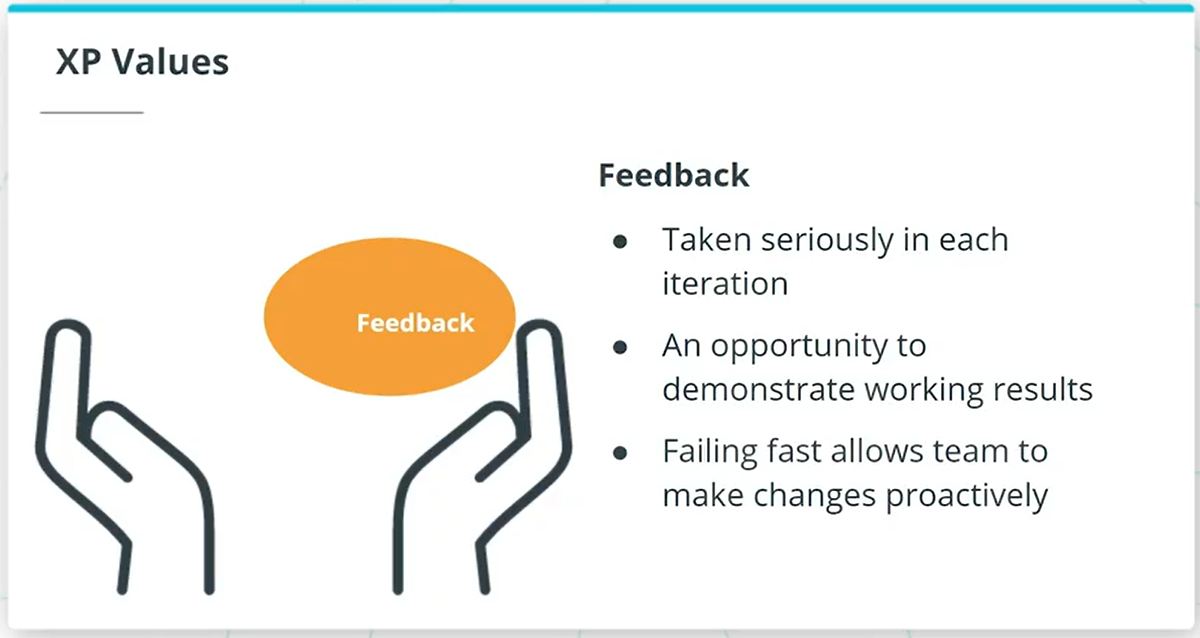 XP Values
Feedback
Feedback
Taken seriously in each
iteration
An opportunity to
demonstrate working results
Failing fast allows team to
make changes proactively